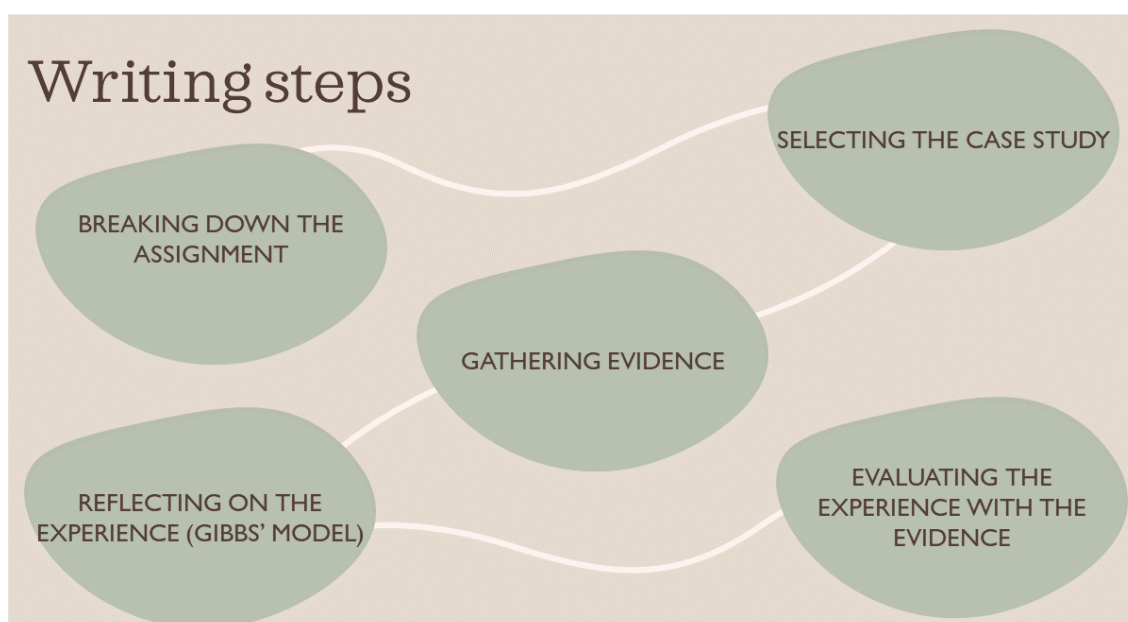 Writing steps
BREAKING DOWN THE
ASSIGNMENT
SELECTING THE CASE STUDY
GATHERING EVIDENCE
REFLECTING ON THE
EXPERIENCE (GIBBS' MODEL)
EVALUATING THE
EXPERIENCE WITH THE
EVIDENCE